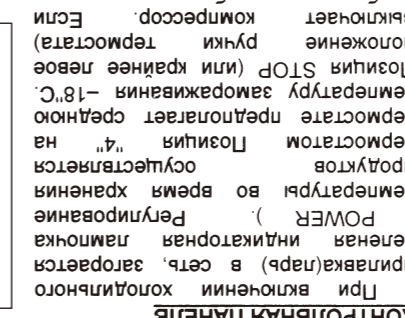 КОНТРОЛЬНАЯ ПАНЕЛЬ
При включении холодильного
прилавка(ларь) в сеть, загорается
зеленая индикаторная лампочка
POWER ). Регулирование
температуры во время хранения
продуктов осуществляется
термостатом Позиция "4" на
термостате предполагает среднюю
температуру замораживания –18°C.
Позиция STOP (или крайнее левое
положение ручки термостата)
выключает компрессор. Если